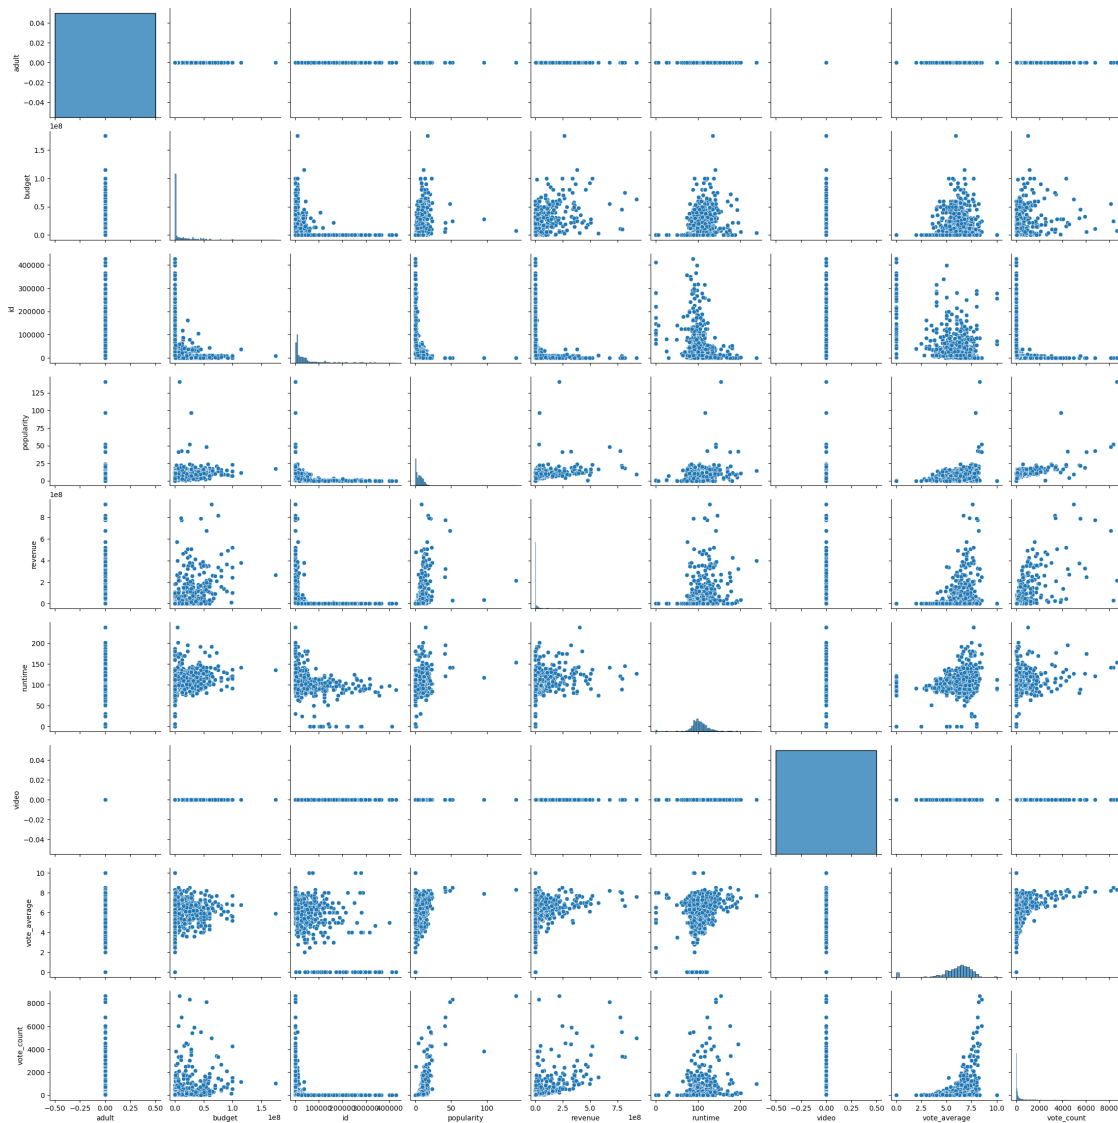 0.04
0.02
0.00
−0.02
−0.04
adult
1e8
1.5
1.0
0.5
0.0
budget
400000
300000
200000
100000
0
id
125
100
75
50
25
0
popularity
1e8
8
6
4
2
0
revenue
200
150
100
50
0
runtime
0.04
0.02
0.00
−0.02
−0.04
video
10
8
6
4
2
0
vote_average
8000
6000
4000
2000
0
vote_count
−0.50 −0.25 0.00 0.25 0.50
adult
0.0 0.5 1.0 1.5
1e8
budget
0 100000 200000 300000 400000
id
0 50 100
popularity
0.0 2.5 5.0 7.5
1e8
revenue
0 100 200
runtime
−0.50 −0.25 0.00 0.25 0.50
video
0.0 2.5 5.0 7.5 10.0
vote_average
0 2000 4000 6000 8000
vote_count